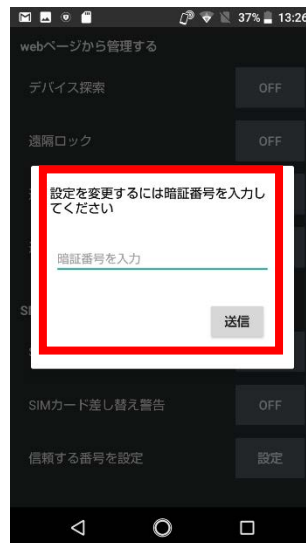 37% 13:26
webページから管理する
デバイス探索 OFF
遠隔ロック OFF
設定を変更するには暗証番号を入力し
てください
暗証番号を入力
送信
SIMカード差し替え警告 OFF
信頼する番号を設定 設定